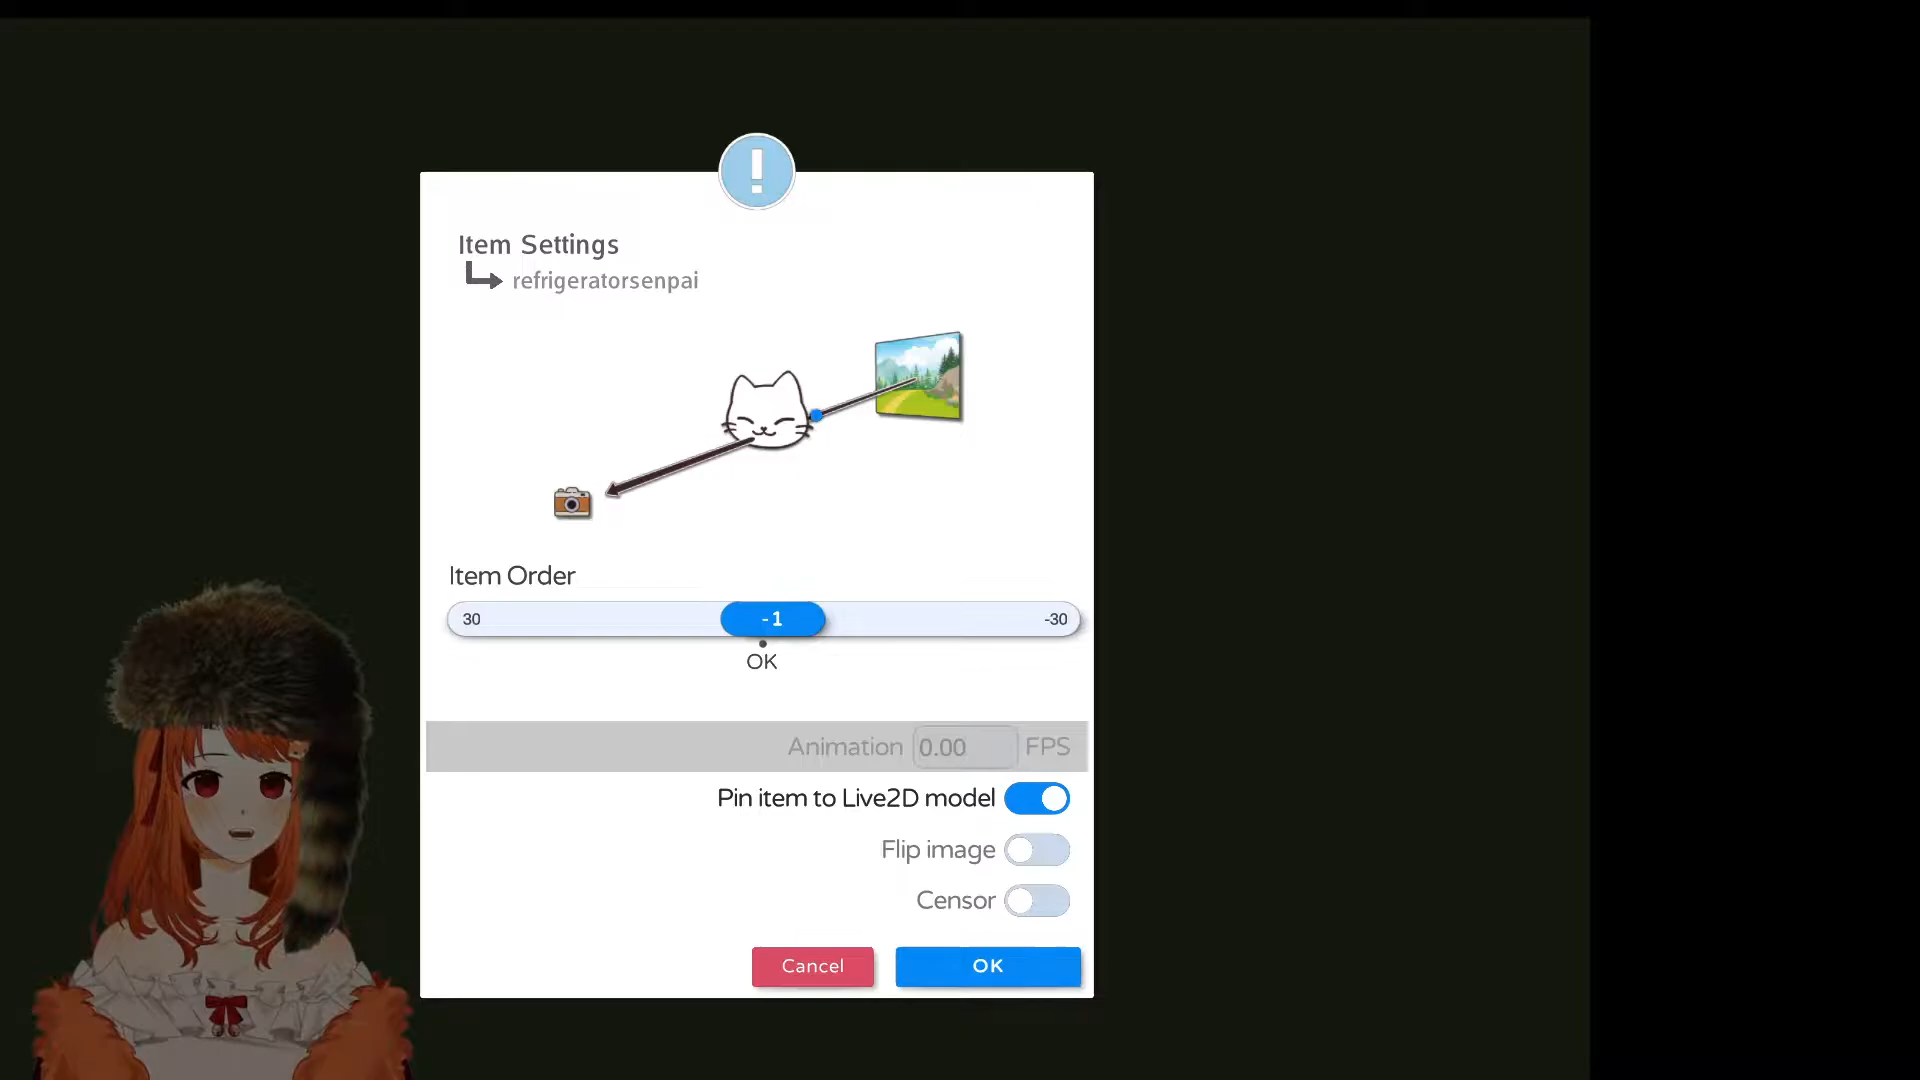 Item Settings
refrigeratorsenpai
Item Order
30
-1
-30
OK
Animation 0.00 FPS
Pin item to Live2D model
Flip image
Censor
Cancel
OK